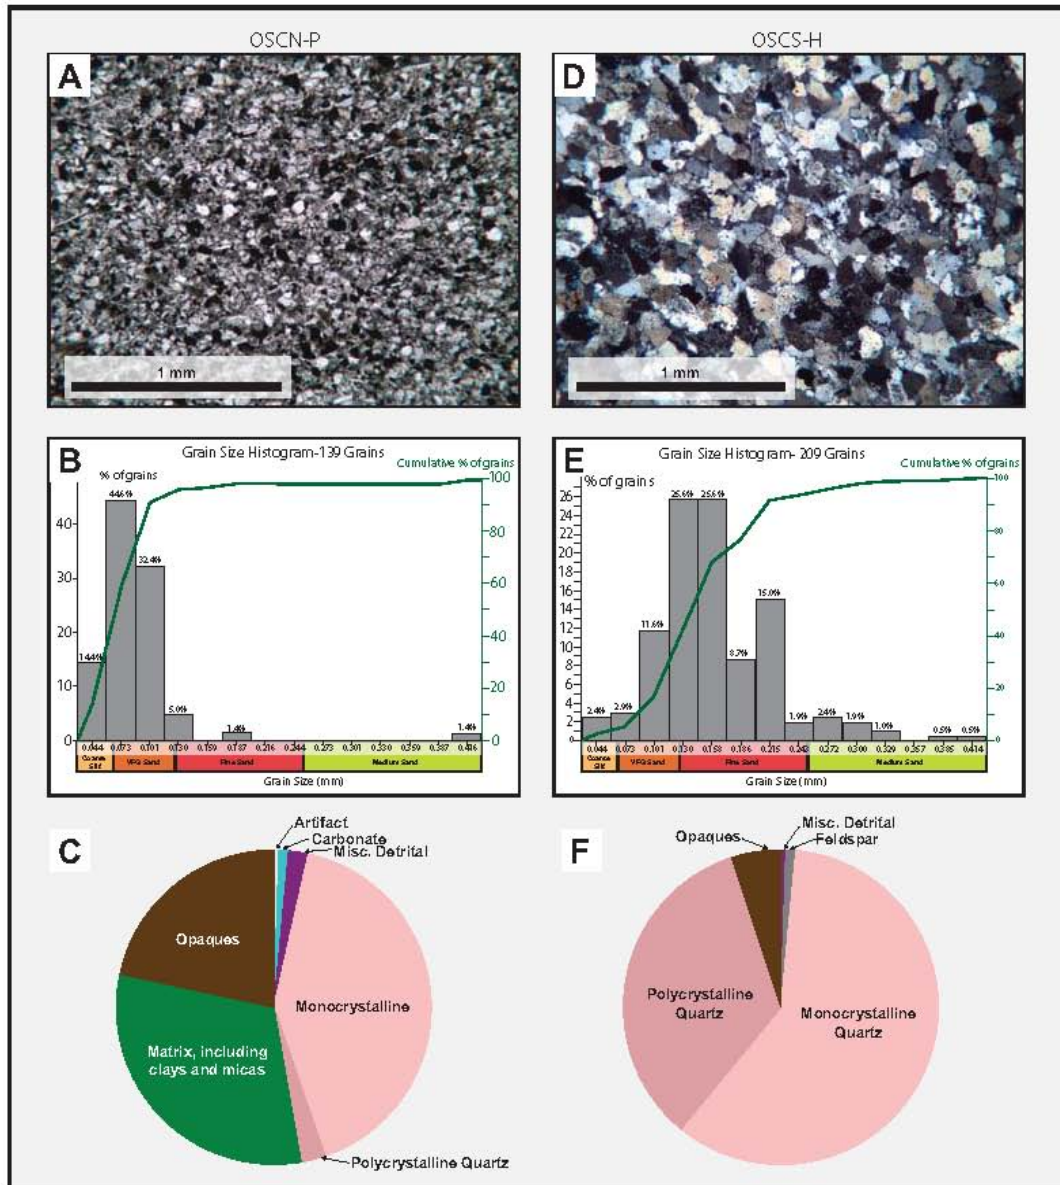 OSCN-P
OSCS-H
A
1 mm
D
1 mm
B
Grain Size Histogram-139 Grains
% of grains
Cumulative % of grains
100
80
60
40
20
0
40
30
20
10
0
14.4%
44.6%
32.4%
5.0%
1.4%
1.4%
0.044 0.073 0.101 0.130 0.159 0.187 0.216 0.244 0.273 0.301 0.330 0.359 0.387 0.416
Coarse Silt
VFG Sand
Fine Sand
Medium Sand
Grain Size (mm)
E
Grain Size Histogram- 209 Grains
% of grains
Cumulative % of grains
100
80
60
40
20
0
26
25
23
22
20
19
17
16
14
13
11
10
8
7
5
4
2
0
2.4%
2.9%
11.6%
25.6%
25.6%
8.7%
15.0%
1.9%
2.4%
1.9%
1.0%
0.5%
0.5%
0.044 0.073 0.101 0.130 0.158 0.186 0.215 0.243 0.272 0.300 0.329 0.357 0.385 0.414
Coarse Silt
VFG Sand
Fine Sand
Medium Sand
Grain Size (mm)
C
Artifact
Carbonate
Misc. Detrital
Opaques
Monocrystalline
Matrix, including
clays and micas
Polycrystalline Quartz
F
Misc. Detrital
Opaques
Feldspar
Polycrystalline
Quartz
Monocrystalline
Quartz